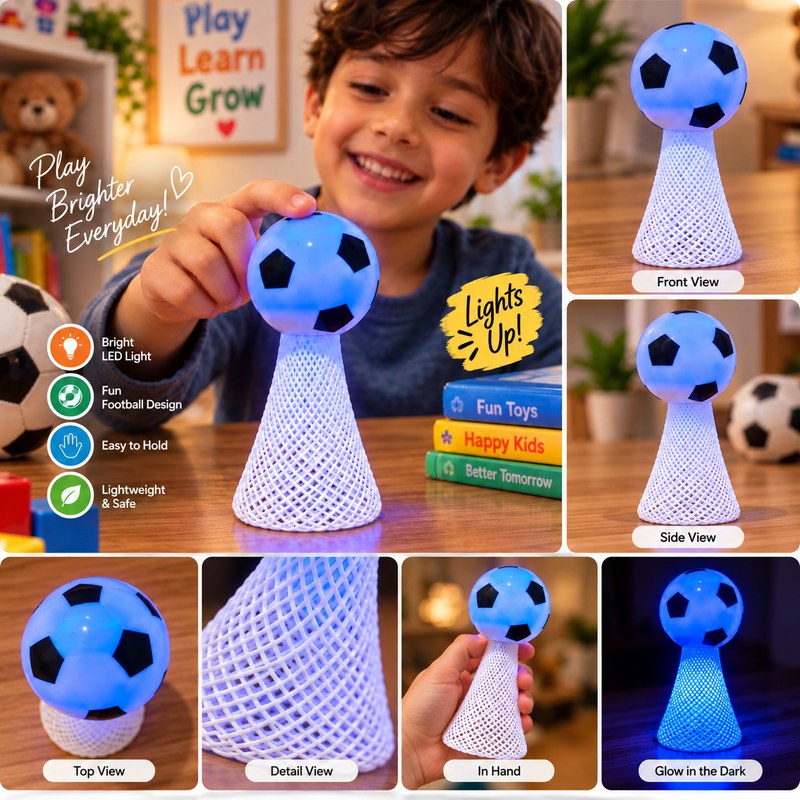 Play
Learn
Grow
Play
Brighter
Everyday!
Lights
Up!
Bright
LED Light
Fun
Football Design
Easy to Hold
Lightweight
& Safe
Fun Toys
Happy Kids
Better Tomorrow
Front View
Side View
Top View
Detail View
In Hand
Glow in the Dark